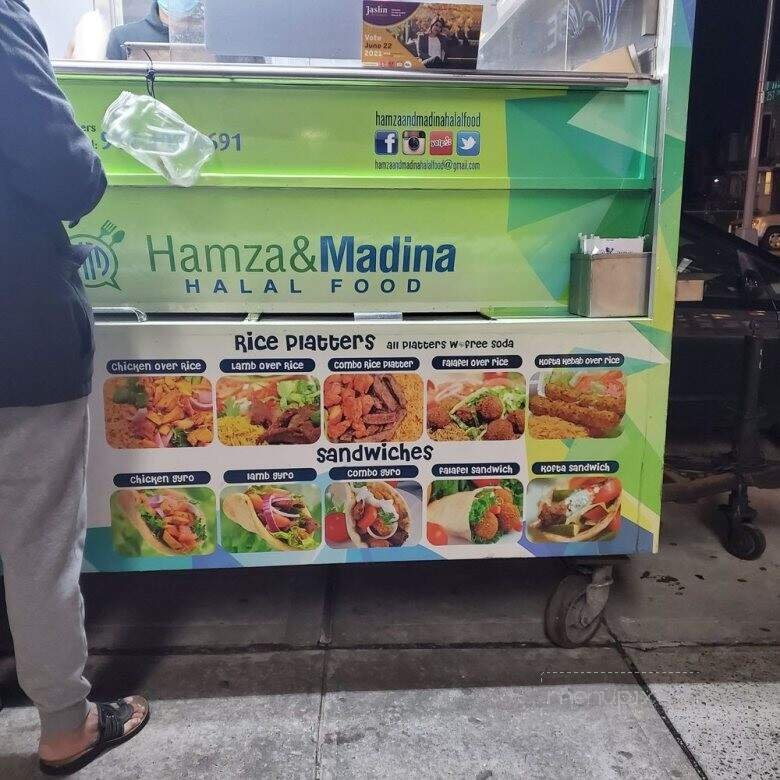 Jaslin
Vote
June 22
2021
691
hamzaandmadinahalalfood
f yelp
hamzaandmadinahalalfood@gmail.com
Hamza&Madina
HALAL FOOD
Rice Platters all platters w free soda
Chicken over Rice Lamb over Rice Combo Rice Platter Falafel over rice Kofta Kebab over rice
Sandwiches
Chicken gyro lamb gyro Combo gyro Falafel sandwich Kofta sandwich
menupix